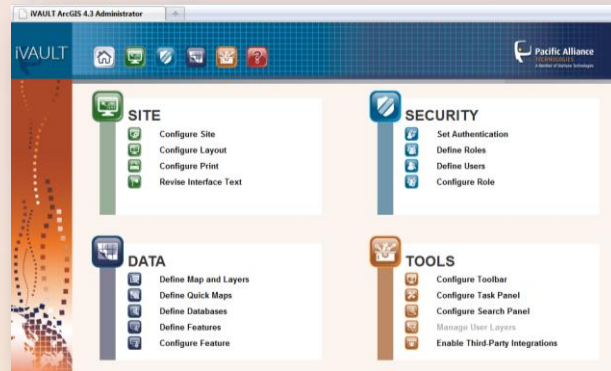 iVAULT ArcGIS 4.3 Administrator
iVAULT
?
Pacific Alliance
TECHNOLOGIES
SITE
Configure Site
Configure Layout
Configure Print
Revise Interface Text
SECURITY
Set Authentication
Define Roles
Define Users
Configure Role
DATA
Define Map and Layers
Define Quick Maps
Define Databases
Define Features
Configure Feature
TOOLS
Configure Toolbar
Configure Task Panel
Configure Search Panel
Manage User Layers
Enable Third-Party Integrations